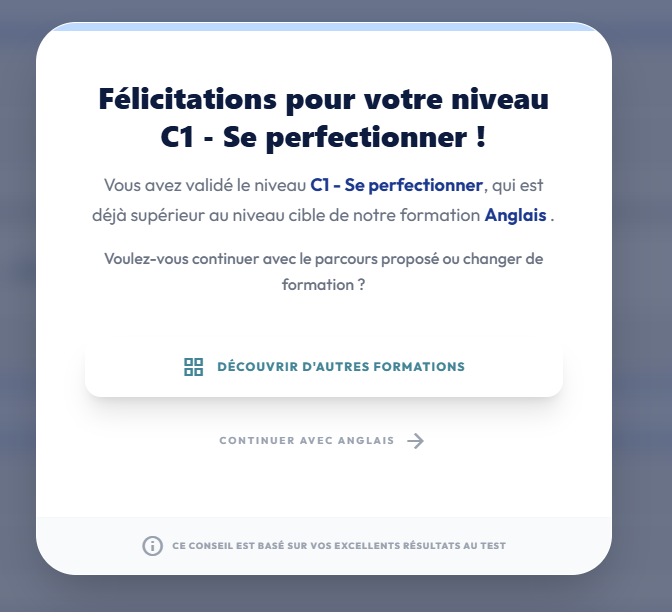 Félicitations pour votre niveau
C1 - Se perfectionner !
Vous avez validé le niveau C1 - Se perfectionner, qui est
déjà supérieur au niveau cible de notre formation Anglais .
Voulez-vous continuer avec le parcours proposé ou changer de
formation ?
DÉCOUVRIR D'AUTRES FORMATIONS
CONTINUER AVEC ANGLAIS
CE CONSEIL EST BASÉ SUR VOS EXCELLENTS RÉSULTATS AU TEST